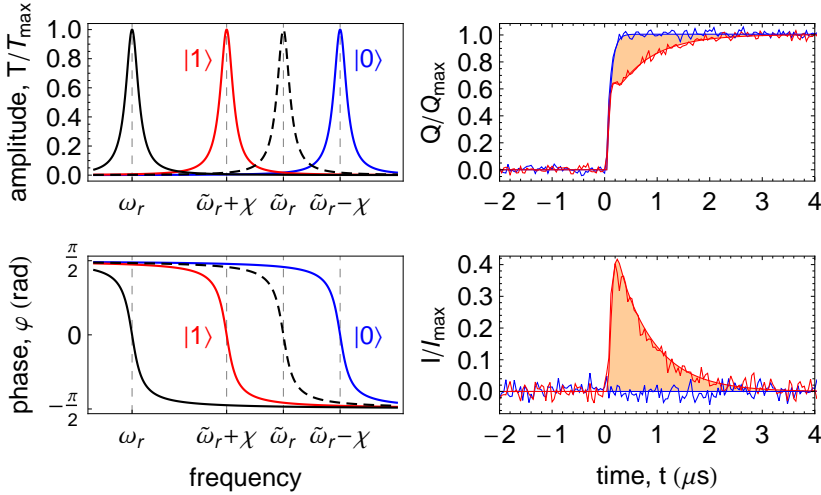 amplitude, T/T_max
1.0
0.8
0.6
0.4
0.2
0.0
|1⟩
|0⟩
ω_r
ω̃_r+χ
ω̃_r
ω̃_r−χ
phase, φ (rad)
π/2
0
−π/2
|1⟩
|0⟩
ω_r
ω̃_r+χ
ω̃_r
ω̃_r−χ
frequency
Q/Q_max
1.0
0.8
0.6
0.4
0.2
0.0
−2
−1
0
1
2
3
4
I/I_max
0.4
0.3
0.2
0.1
0.0
−2
−1
0
1
2
3
4
time, t (μs)